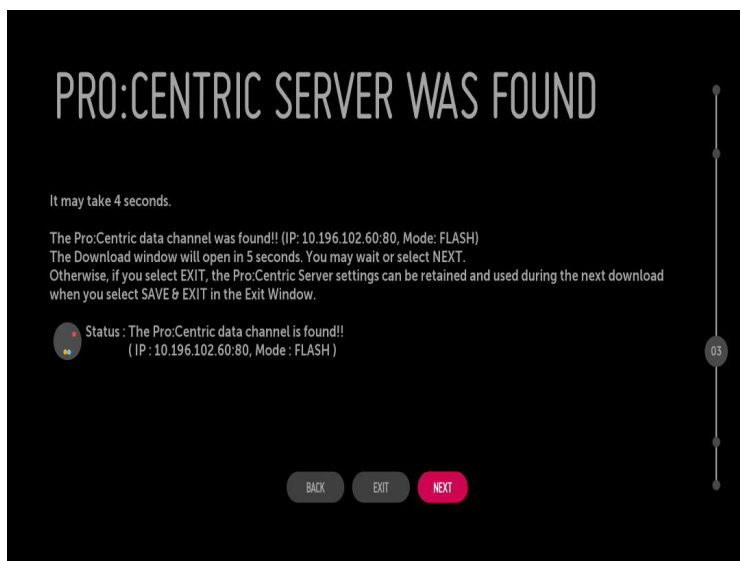 PRO:CENTRIC SERVER WAS FOUND
It may take 4 seconds.
The Pro:Centric data channel was found!! (IP: 10.196.102.60:80, Mode: FLASH)
The Download window will open in 5 seconds. You may wait or select NEXT.
Otherwise, if you select EXIT, the Pro:Centric Server settings can be retained and used during the next download
when you select SAVE & EXIT in the Exit Window.
Status : The Pro:Centric data channel is found!!
( IP : 10.196.102.60:80, Mode : FLASH )
03
BACK EXIT NEXT